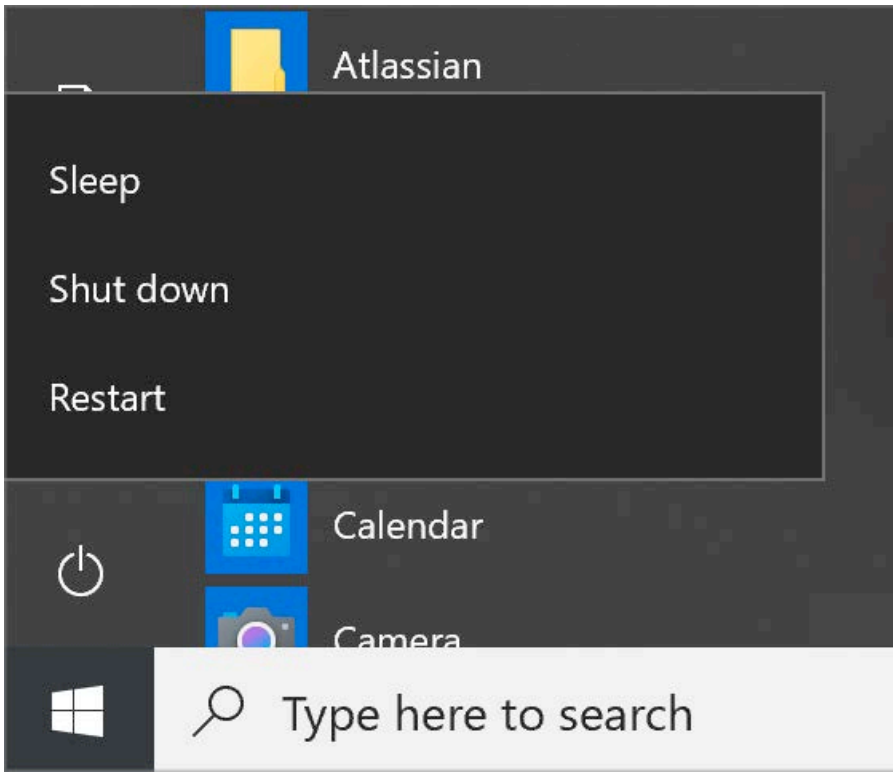 Atlassian
Sleep
Shut down
Restart
Calendar
Camera
Type here to search